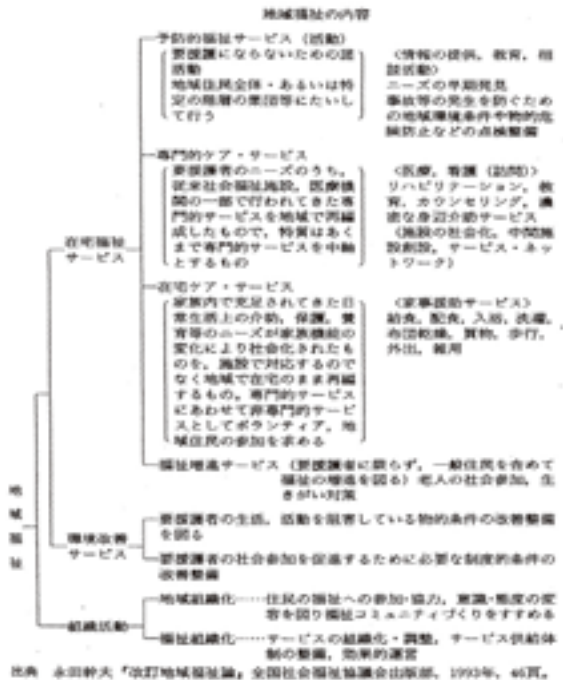 地域福祉の内容
予防的福祉サービス（活動）
要援護にならないための諸
活動
地域住民全体・あるいは特
定の階層の集団等にたいし
て行う
（情報の提供，教育，相
談活動）
ニーズの早期発見
事故等の発生を防ぐため
の地域環境条件や物的危
険防止などの点検整備
専門的ケア・サービス
要援護者のニーズのうち，
従来社会福祉施設，医療機
関の一部で行われてきた専
門的サービスを地域で再編
成したもので，特質はあく
まで専門的サービスを中軸
とするもの
（医療，看護（訪問）
リハビリテーション，教
育，カウンセリング，濃
密な身辺介助サービス
（施設の社会化，中間施
設創設，サービス・ネッ
トワーク）
在宅福祉
サービス
在宅ケア・サービス
家族内で充足されてきた日
常生活上の介助，保護，養
育等のニーズが家族機能の
変化により社会化されたも
のを，施設で対応するので
なく地域で在宅のまま再編
するもの。専門的サービス
にあわせて非専門的サービ
スとしてボランティア，地
域住民の参加を求める
（家事援助サービス）
給食，配食，入浴，洗濯，
布団乾燥，買物，歩行，
外出，雑用
福祉増進サービス（要援護者に限らず，一般住民を含めて
福祉の増進を図る）老人の社会参加，生
きがい対策
地域福祉
環境改善
サービス
要援護者の生活，活動を阻害している物的条件の改善整備
を図る
要援護者の社会参加を促進するために必要な制度的条件の
改善整備
組織活動
地域組織化……住民の福祉への参加・協力，意識・態度の変
容を図り福祉コミュニティづくりをすすめる
福祉組織化……サービスの組織化・調整，サービス供給体
制の整備，効果的運営
出典　永田幹夫『改訂地域福祉論』全国社会福祉協議会出版部，1993年，46頁。